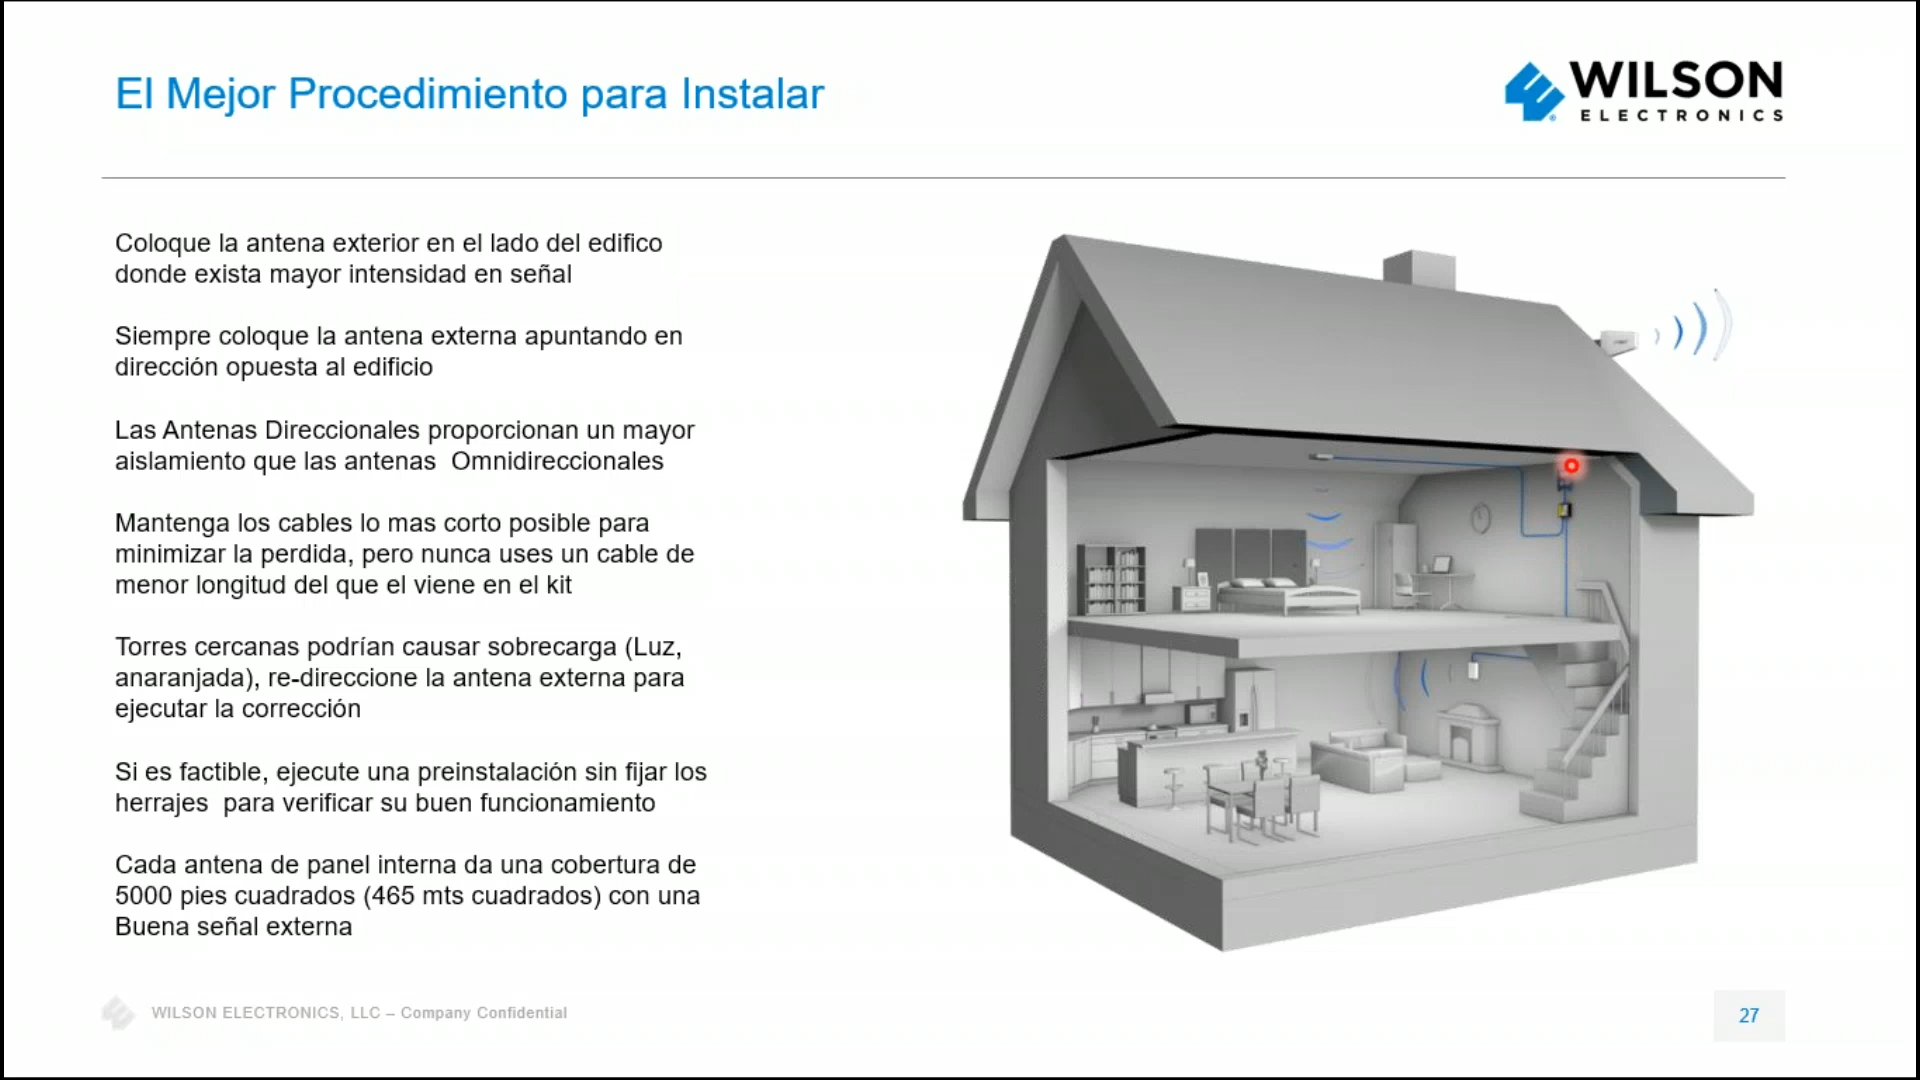 El Mejor Procedimiento para Instalar
WILSON
ELECTRONICS
Coloque la antena exterior en el lado del edifico
donde exista mayor intensidad en señal
Siempre coloque la antena externa apuntando en
dirección opuesta al edificio
Las Antenas Direccionales proporcionan un mayor
aislamiento que las antenas  Omnidireccionales
Mantenga los cables lo mas corto posible para
minimizar la perdida, pero nunca uses un cable de
menor longitud del que el viene en el kit
Torres cercanas podrían causar sobrecarga (Luz,
anaranjada), re-direccione la antena externa para
ejecutar la corrección
Si es factible, ejecute una preinstalación sin fijar los
herrajes  para verificar su buen funcionamiento
Cada antena de panel interna da una cobertura de
5000 pies cuadrados (465 mts cuadrados) con una
Buena señal externa
WILSON ELECTRONICS, LLC – Company Confidential
27